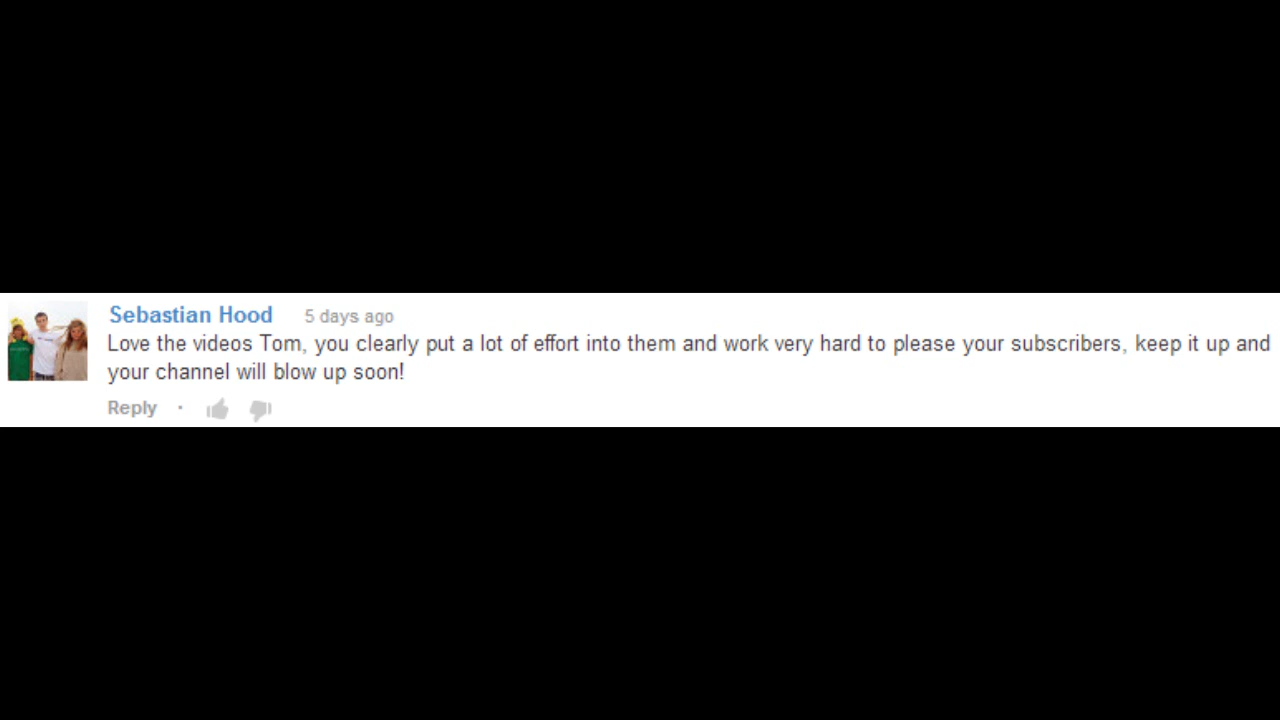 Sebastian Hood 5 days ago
Love the videos Tom, you clearly put a lot of effort into them and work very hard to please your subscribers, keep it up and
your channel will blow up soon!
Reply ·